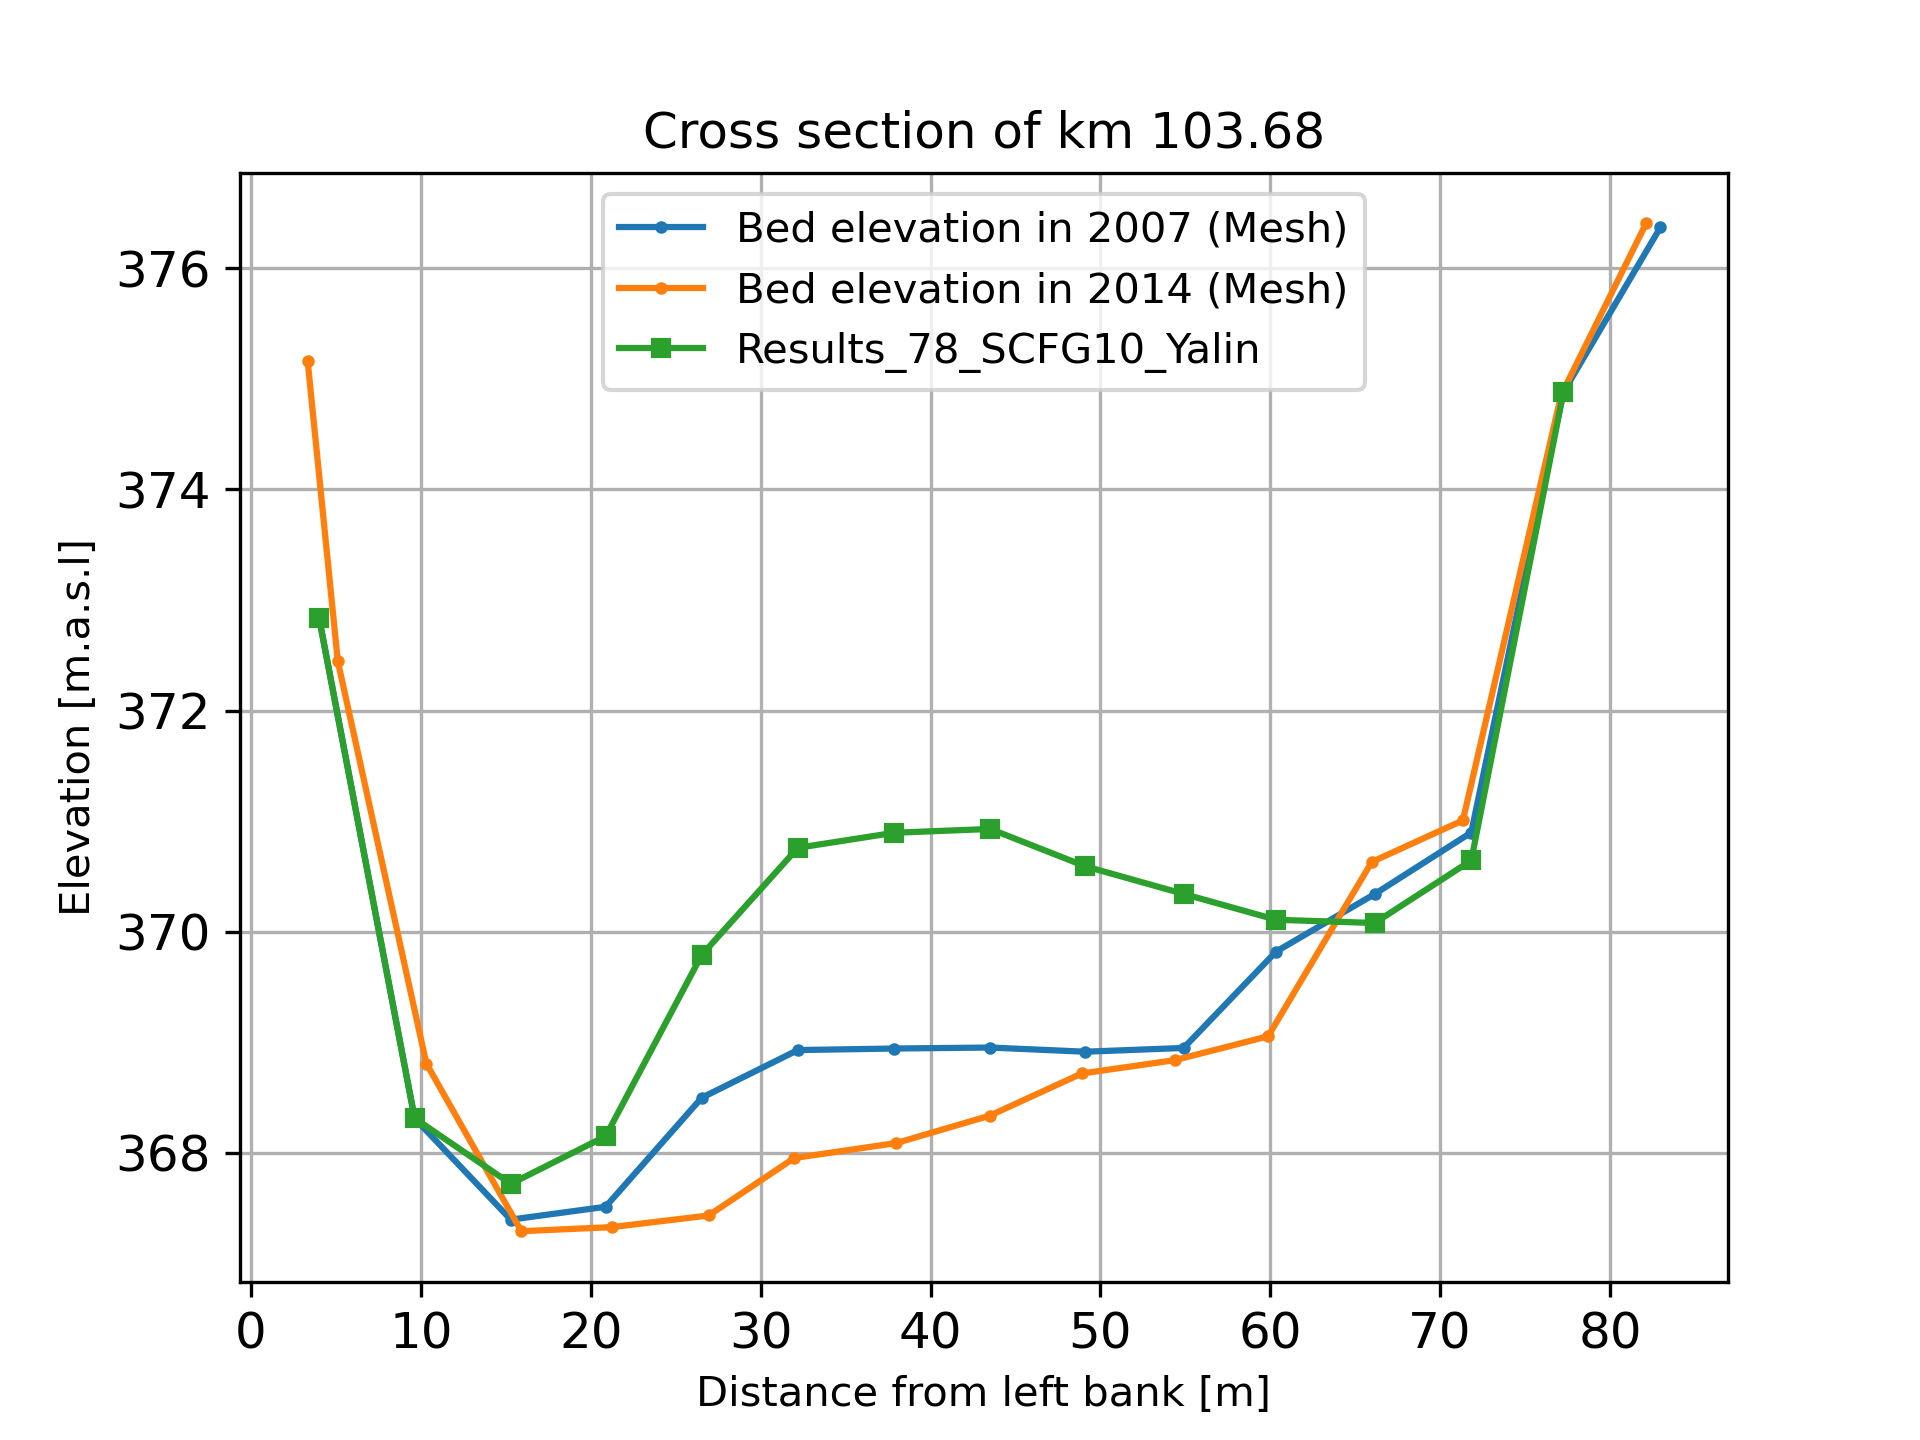 Cross section of km 103.68
Bed elevation in 2007 (Mesh)
Bed elevation in 2014 (Mesh)
Results_78_SCFG10_Yalin
Elevation [m.a.s.l]
376
374
372
370
368
0 10 20 30 40 50 60 70 80
Distance from left bank [m]